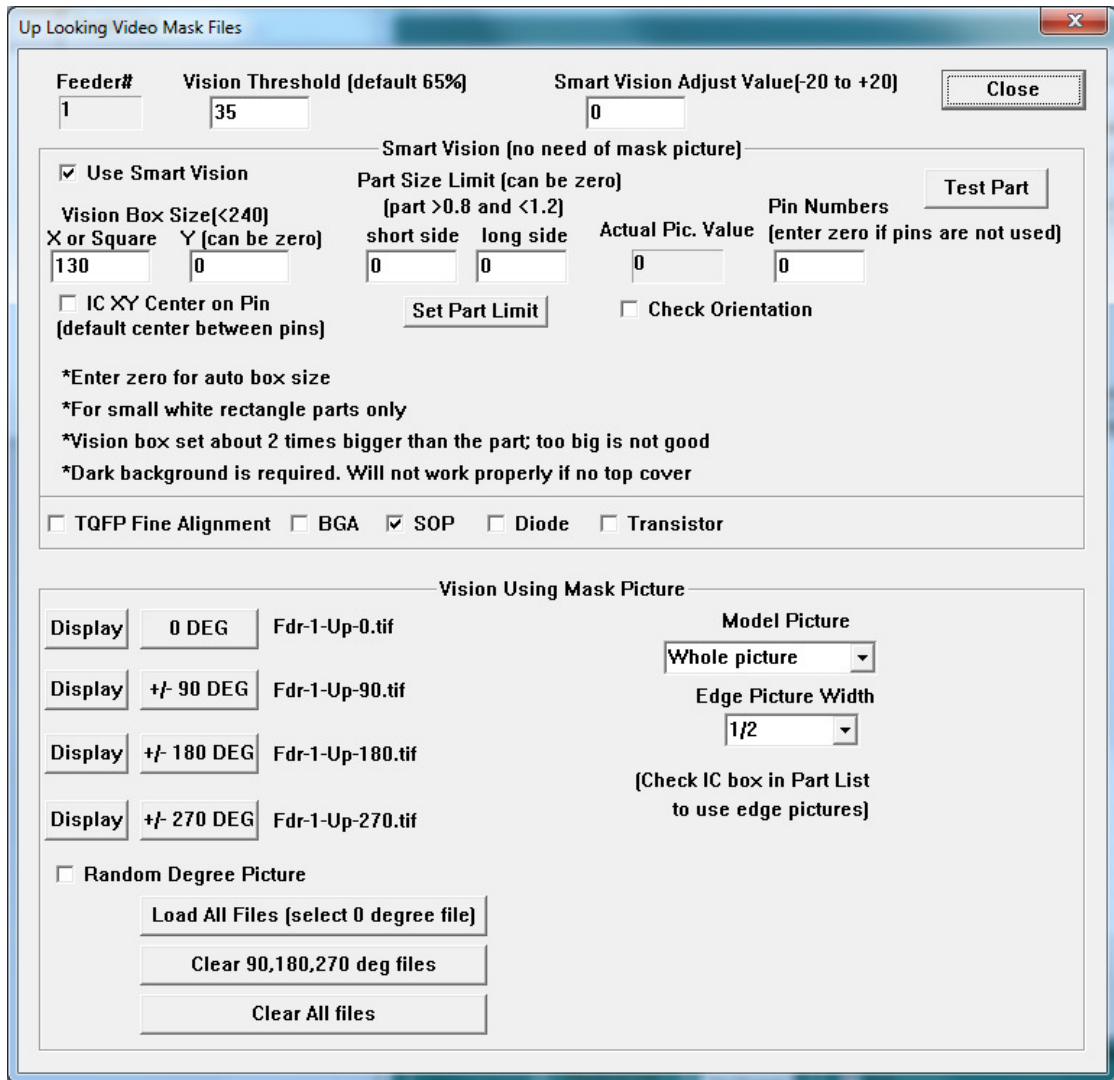 Up Looking Video Mask Files
Feeder# Vision Threshold (default 65%) Smart Vision Adjust Value(-20 to +20) Close
1 35 0
Smart Vision (no need of mask picture)
Use Smart Vision Part Size Limit (can be zero) Test Part
(part >0.8 and <1.2)
Vision Box Size(<240) Pin Numbers
X or Square Y (can be zero) short side long side Actual Pic. Value (enter zero if pins are not used)
130 0 0 0 0 0
IC XY Center on Pin Set Part Limit Check Orientation
(default center between pins)
*Enter zero for auto box size
*For small white rectangle parts only
*Vision box set about 2 times bigger than the part; too big is not good
*Dark background is required. Will not work properly if no top cover
TQFP Fine Alignment BGA SOP Diode Transistor
Vision Using Mask Picture
Display 0 DEG Fdr-1-Up-0.tif Model Picture
Whole picture
Display +/- 90 DEG Fdr-1-Up-90.tif Edge Picture Width
1/2
Display +/- 180 DEG Fdr-1-Up-180.tif
(Check IC box in Part List
to use edge pictures)
Display +/- 270 DEG Fdr-1-Up-270.tif
Random Degree Picture
Load All Files (select 0 degree file)
Clear 90,180,270 deg files
Clear All files